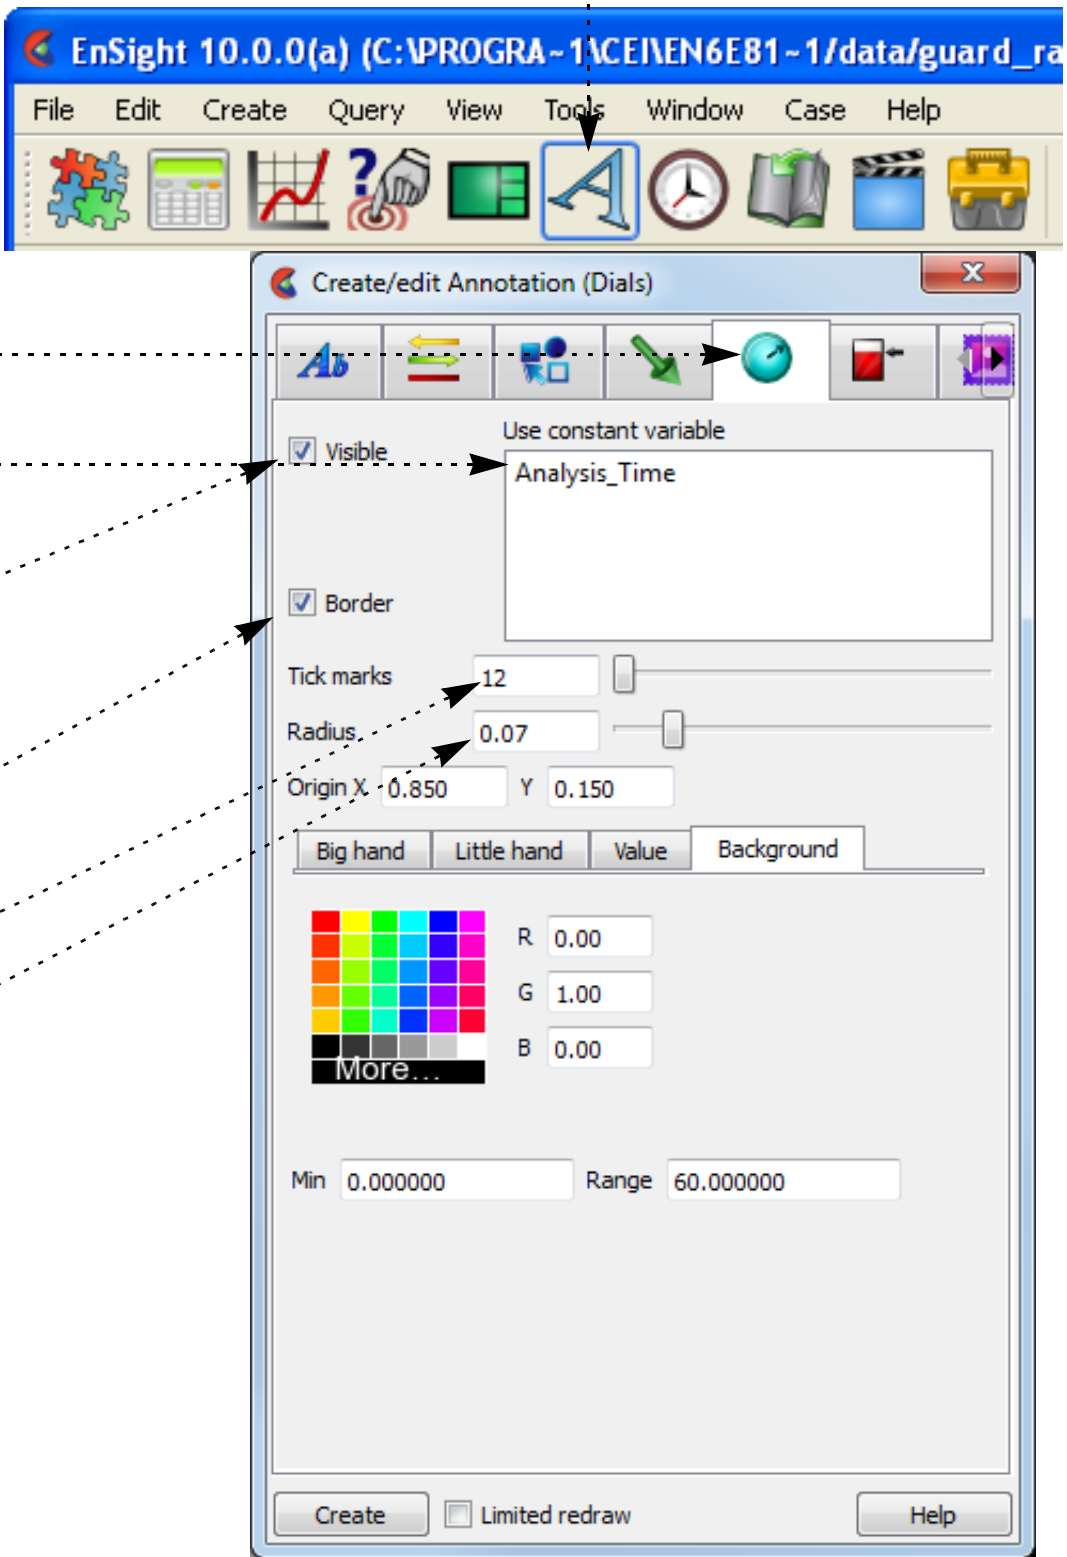 EnSight 10.0.0(a) (C:\PROGRA~1\CEI\EN6E81~1/data/guard_ra
File Edit Create Query View Tools Window Case Help
Create/edit Annotation (Dials)
Ab
Use constant variable
Visible
Analysis_Time
Border
Tick marks 12
Radius 0.07
Origin X 0.850 Y 0.150
Big hand Little hand Value Background
R 0.00
G 1.00
B 0.00
More...
Min 0.000000 Range 60.000000
Create Limited redraw Help